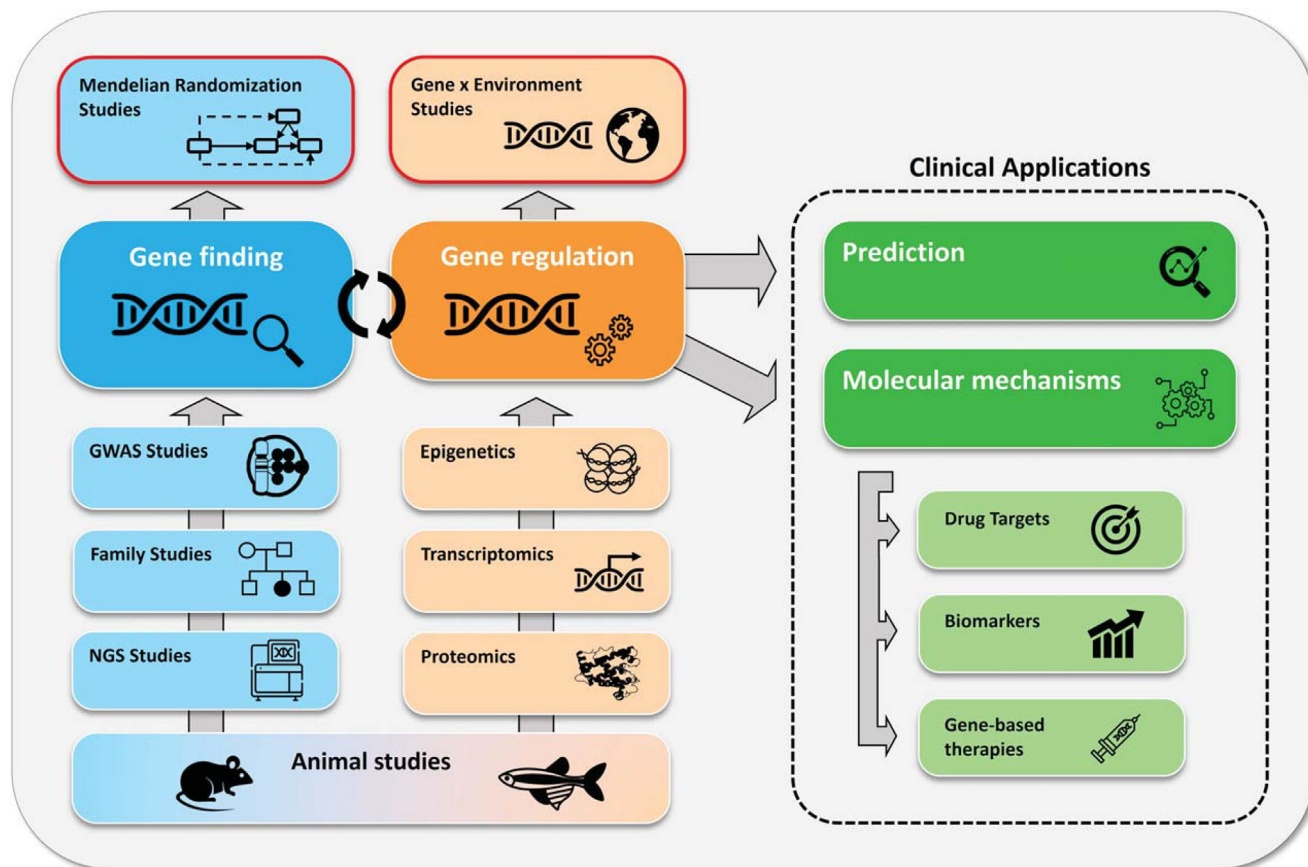 Mendelian Randomization
Studies
Gene x Environment
Studies
Gene finding
Gene regulation
GWAS Studies
Epigenetics
Family Studies
Transcriptomics
NGS Studies
Proteomics
Animal studies
Clinical Applications
Prediction
Molecular mechanisms
Drug Targets
Biomarkers
Gene-based
therapies